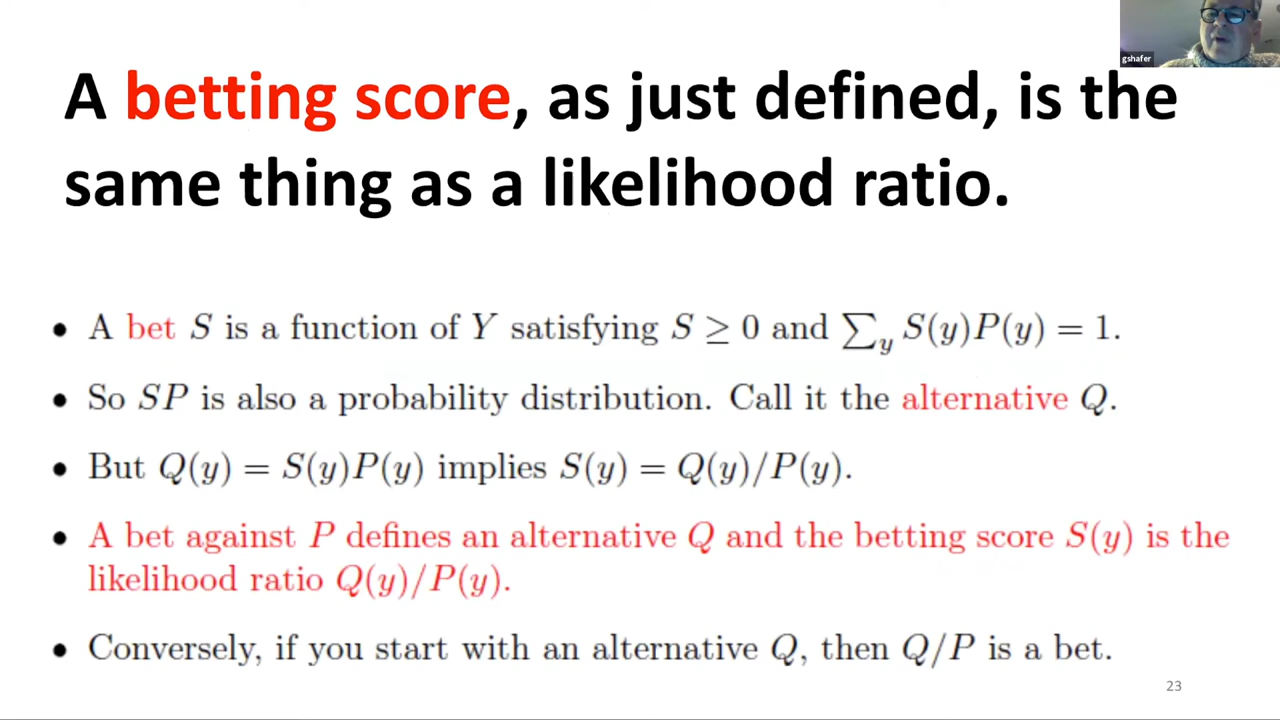 gshafer
A betting score, as just defined, is the
same thing as a likelihood ratio.
• A bet S is a function of Y satisfying S ≥ 0 and ∑_y S(y)P(y) = 1.
• So SP is also a probability distribution. Call it the alternative Q.
• But Q(y) = S(y)P(y) implies S(y) = Q(y)/P(y).
• A bet against P defines an alternative Q and the betting score S(y) is the
likelihood ratio Q(y)/P(y).
• Conversely, if you start with an alternative Q, then Q/P is a bet.
23